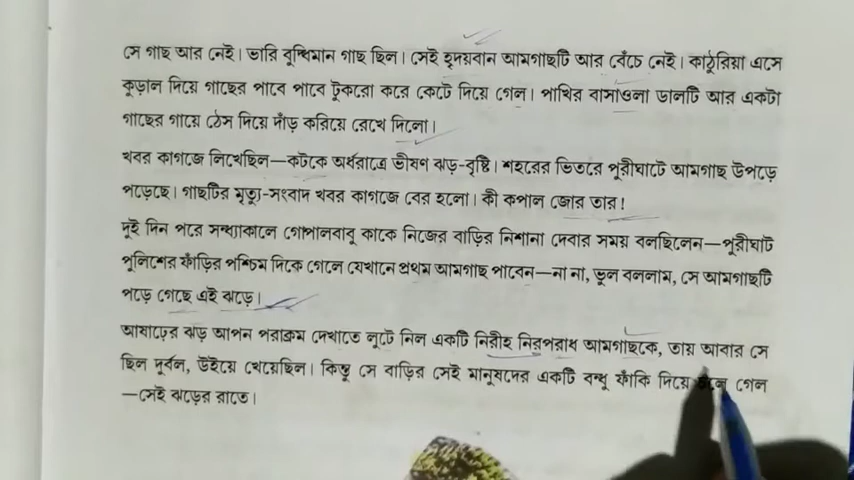 সে গাছ আর নেই। ভারি বুদ্ধিমান গাছ ছিল। সেই হৃদয়বান আমগাছটি আর বেঁচে নেই। কাঠুরিয়া এসে
কুড়াল দিয়ে গাছের পাবে পাবে টুকরো করে কেটে দিয়ে গেল। পাখির বাসাওলা ডালটি আর একটা
গাছের গায়ে ঠেস দিয়ে দাঁড় করিয়ে রেখে দিলো।
খবর কাগজে লিখেছিল—কটকে অর্ধরাত্রে ভীষণ ঝড়-বৃষ্টি। শহরের ভিতরে পুরীঘাটে আমগাছ উপড়ে
পড়েছে। গাছটির মৃত্যু-সংবাদ খবর কাগজে বের হলো। কী কপাল জোর তার!
দুই দিন পরে সন্ধ্যাকালে গোপালবাবু কাকে নিজের বাড়ির নিশানা দেবার সময় বলছিলেন—পুরীঘাট
পুলিশের ফাঁড়ির পশ্চিম দিকে গেলে যেখানে প্রথম আমগাছ পাবেন—না না, ভুল বললাম, সে আমগাছটি
পড়ে গেছে এই ঝড়ে।
আষাঢ়ের ঝড় আপন পরাক্রম দেখাতে লুটে নিল একটি নিরীহ নিরপরাধ আমগাছকে, তায় আবার সে
ছিল দুর্বল, উইয়ে খেয়েছিল। কিন্তু সে বাড়ির সেই মানুষদের একটি বন্ধু ফাঁকি দিয়ে চলে গেল
—সেই ঝড়ের রাতে।